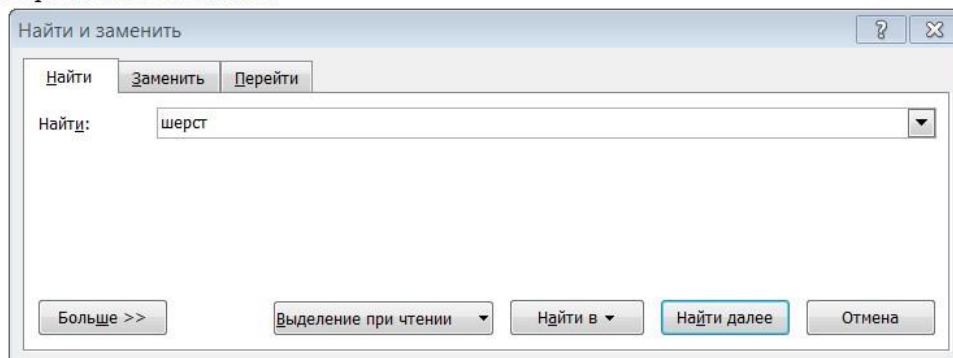 Найти и заменить
Найти Заменить Перейти
Найти: шерст
Больше >> Выделение при чтении Найти в Найти далее Отмена